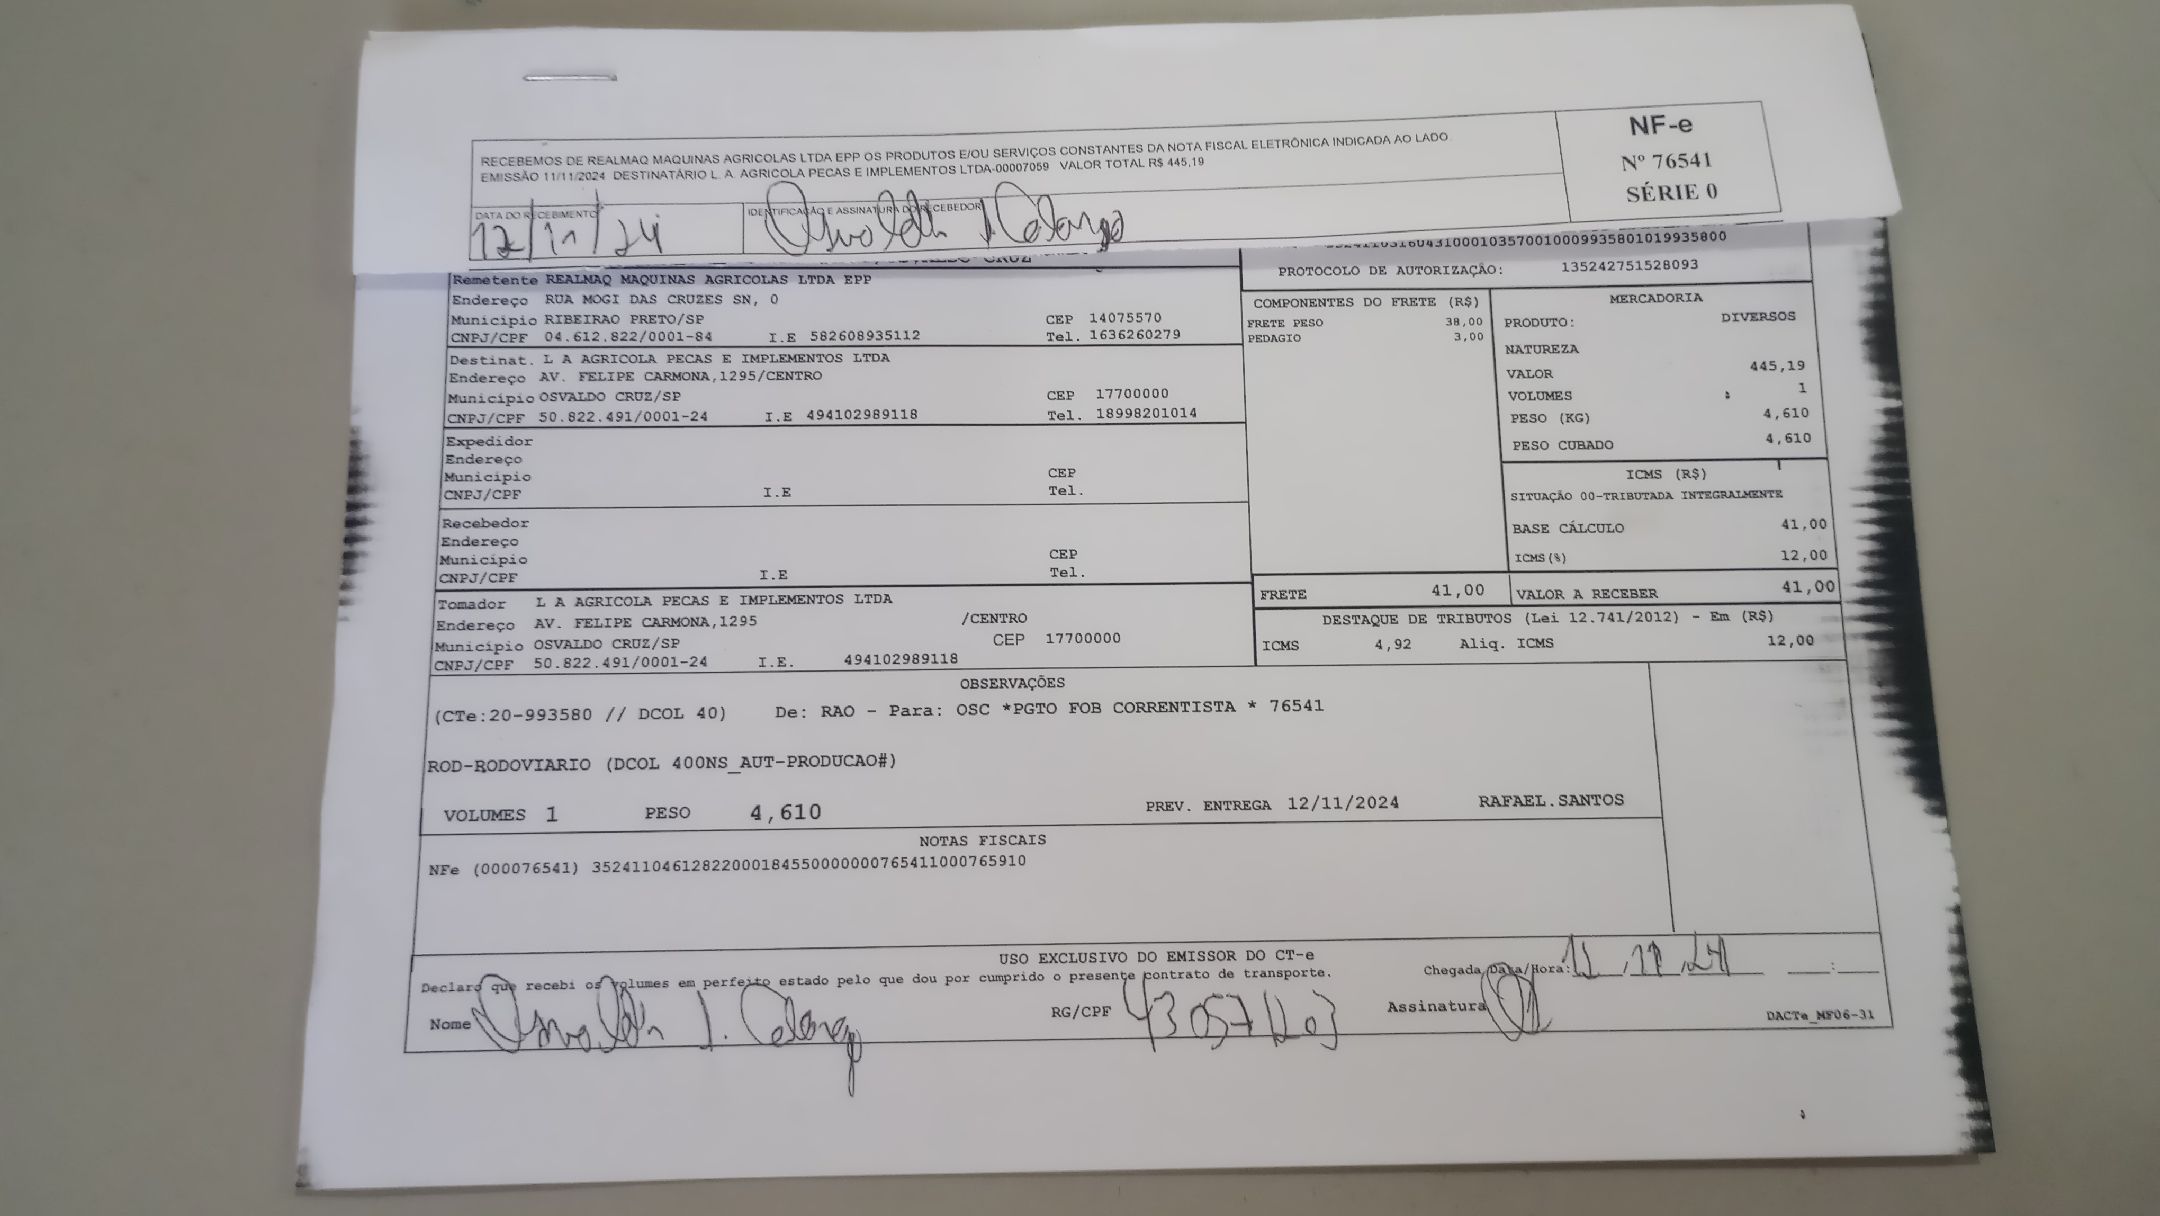 RECEBEMOS DE REALMAQ MAQUINAS AGRICOLAS LTDA EPP OS PRODUTOS E/OU SERVIÇOS CONSTANTES DA NOTA FISCAL ELETRÔNICA INDICADA AO LADO.
EMISSÃO 11/11/2024 DESTINATÁRIO L. A. AGRICOLA PECAS E IMPLEMENTOS LTDA-00007059 VALOR TOTAL R$ 445,19
NF-e
Nº 76541
SÉRIE 0
DATA DO RECEBIMENTO
12/11/24
IDENTIFICAÇÃO E ASSINATURA DO RECEBEDOR
PROTOCOLO DE AUTORIZAÇÃO: 135242751528093
Remetente REALMAQ MAQUINAS AGRICOLAS LTDA EPP
Endereço RUA MOGI DAS CRUZES SN, 0
Município RIBEIRAO PRETO/SP CEP 14075570
CNPJ/CPF 04.612.822/0001-84 I.E 582608935112 Tel. 1636260279
Destinat. L A AGRICOLA PECAS E IMPLEMENTOS LTDA
Endereço AV. FELIPE CARMONA,1295/CENTRO
Município OSVALDO CRUZ/SP CEP 17700000
CNPJ/CPF 50.822.491/0001-24 I.E 494102989118 Tel. 18998201014
Expedidor
Endereço
Município CEP
CNPJ/CPF I.E Tel.
Recebedor
Endereço
Município CEP
CNPJ/CPF I.E Tel.
Tomador L A AGRICOLA PECAS E IMPLEMENTOS LTDA
Endereço AV. FELIPE CARMONA,1295 /CENTRO
Município OSVALDO CRUZ/SP CEP 17700000
CNPJ/CPF 50.822.491/0001-24 I.E. 494102989118
COMPONENTES DO FRETE (R$)
FRETE PESO 38,00
PEDAGIO 3,00
MERCADORIA
PRODUTO: DIVERSOS
NATUREZA
VALOR 445,19
VOLUMES : 1
PESO (KG) 4,610
PESO CUBADO 4,610
ICMS (R$)
SITUAÇÃO 00-TRIBUTADA INTEGRALMENTE
BASE CÁLCULO 41,00
ICMS(%) 12,00
FRETE 41,00 VALOR A RECEBER 41,00
DESTAQUE DE TRIBUTOS (Lei 12.741/2012) - Em (R$)
ICMS 4,92 Aliq. ICMS 12,00
OBSERVAÇÕES
(CTe:20-993580 // DCOL 40) De: RAO - Para: OSC *PGTO FOB CORRENTISTA * 76541
ROD-RODOVIARIO (DCOL 400NS_AUT-PRODUCAO#)
VOLUMES 1 PESO 4,610 PREV. ENTREGA 12/11/2024 RAFAEL.SANTOS
NOTAS FISCAIS
NFe (000076541) 35241104612822000184550000000765411000765910
USO EXCLUSIVO DO EMISSOR DO CT-e
Declaro que recebi os volumes em perfeito estado pelo que dou por cumprido o presente contrato de transporte.
Chegada Data/Hora:
Nome
RG/CPF
Assinatura
DACTe_MF06-31